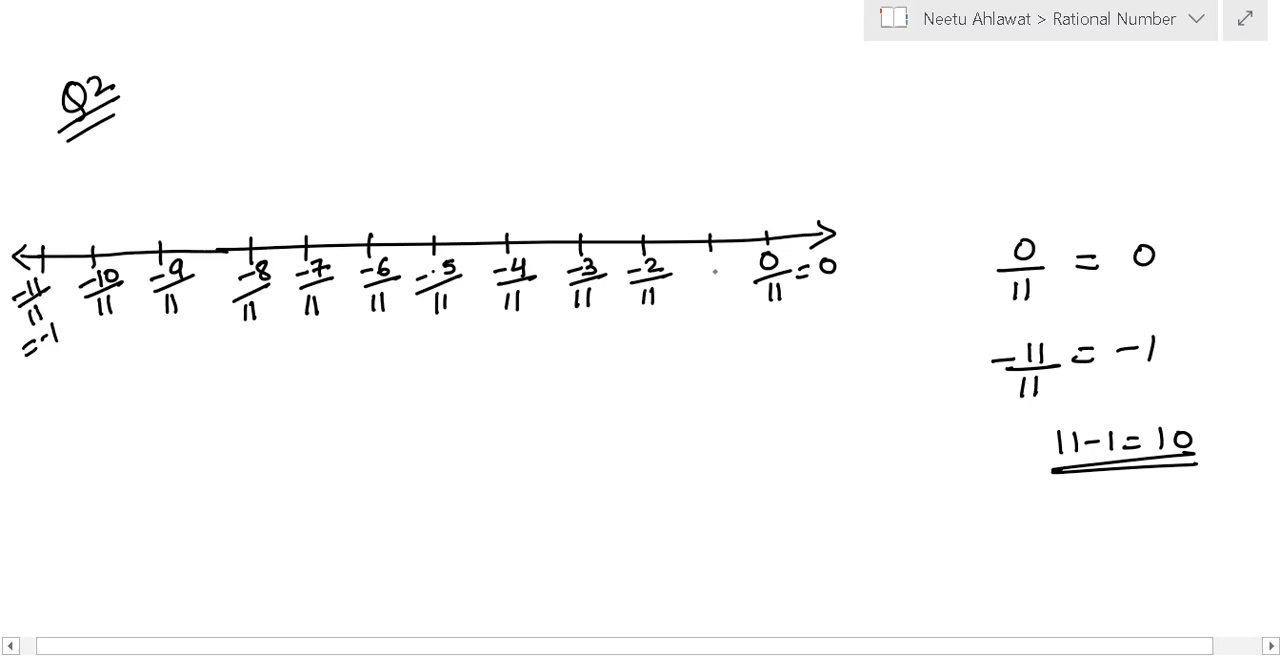 Neetu Ahlawat > Rational Number
Q2
-11/11 = -1 -10/11 -9/11 -8/11 -7/11 -6/11 -5/11 -4/11 -3/11 -2/11 0/11 = 0
0/11 = 0
-11/11 = -1
11-1=10